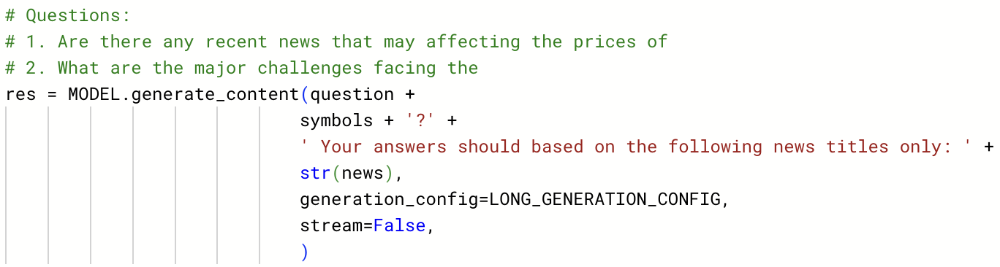 # Questions:
# 1. Are there any recent news that may affecting the prices of
# 2. What are the major challenges facing the
res = MODEL.generate_content(question +
symbols + '?' +
' Your answers should based on the following news titles only: ' +
str(news),
generation_config=LONG_GENERATION_CONFIG,
stream=False,
)